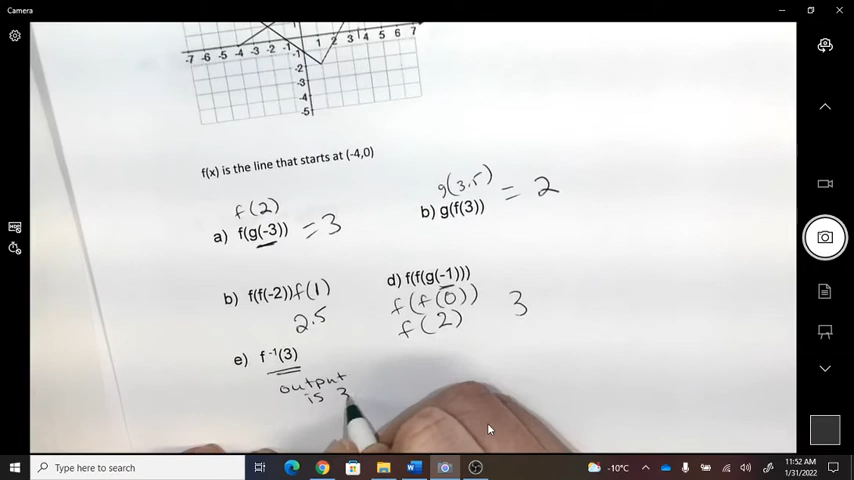 Camera
1
-7 -6 -5 -4 -3 -2 -1 1 2 3 4 5 6 7
-1
-2
-3
-4
-5
f(x) is the line that starts at (-4,0)
f(2)
a) f(g(-3)) = 3
g(3.5)
b) g(f(3)) = 2
b) f(f(-2)) f(1)
2.5
d) f(f(g(-1)))
f(f(0))
f(2) 3
e) f⁻¹(3)
output
is 3
Type here to search
-10°C
11:52 AM
1/31/2022